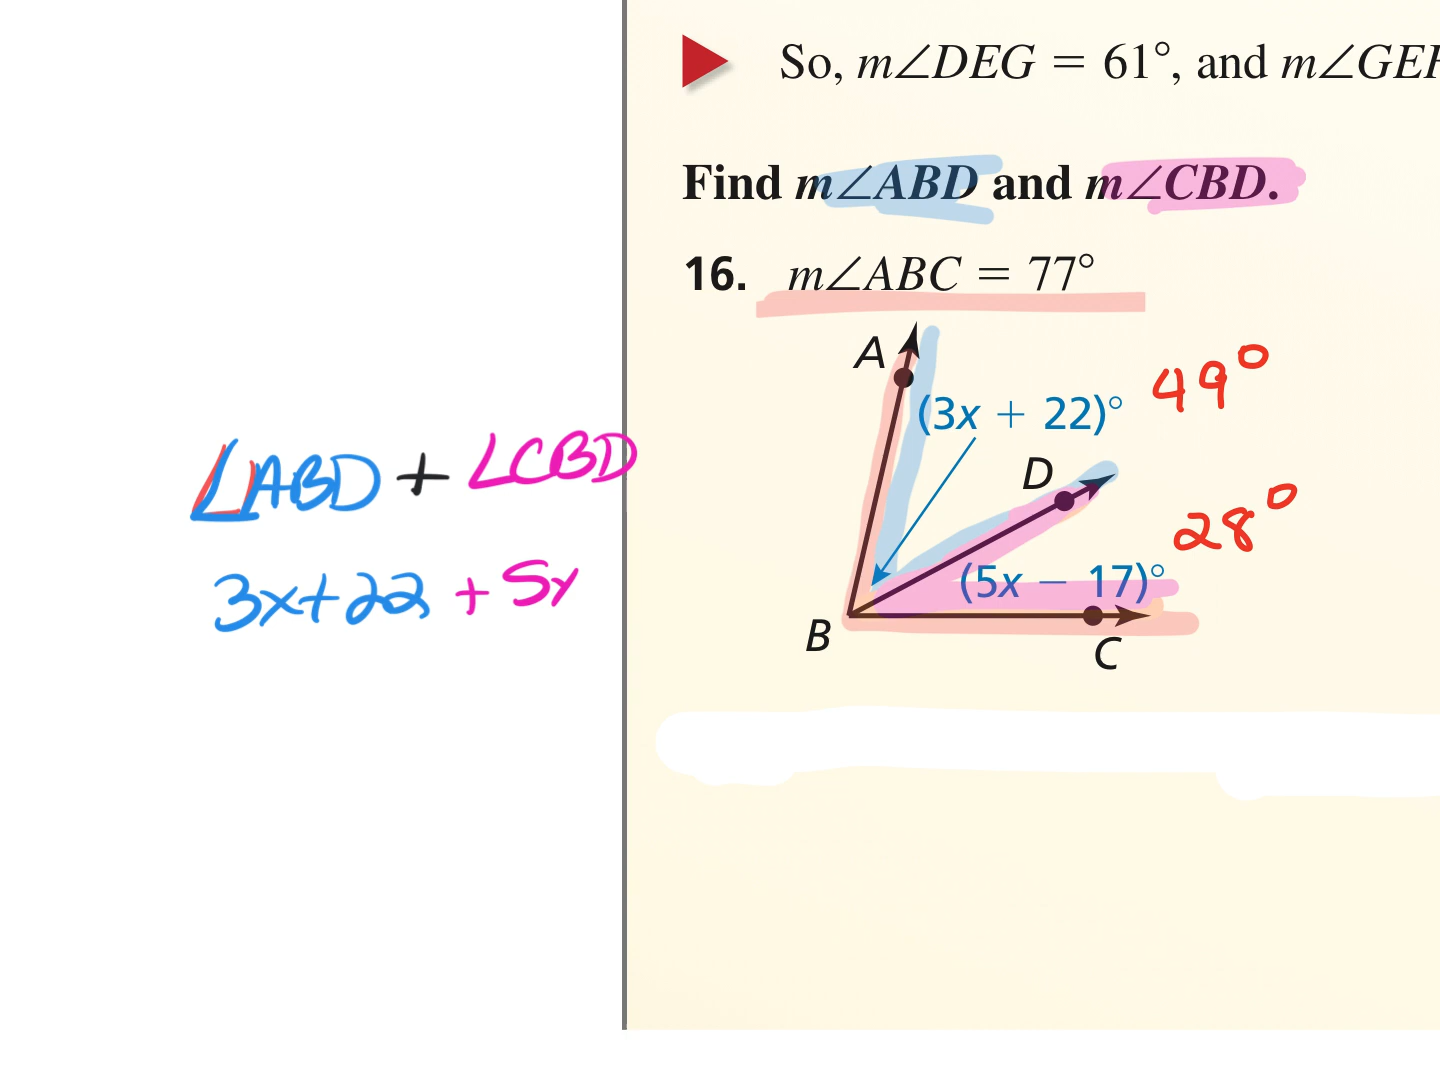 So, m∠DEG = 61°, and m∠GEF
Find m∠ABD and m∠CBD.
16. m∠ABC = 77°
A
(3x + 22)° 49°
D
∠ABD + ∠CBD
28°
(5x − 17)°
3x+22 + 5x
B
C